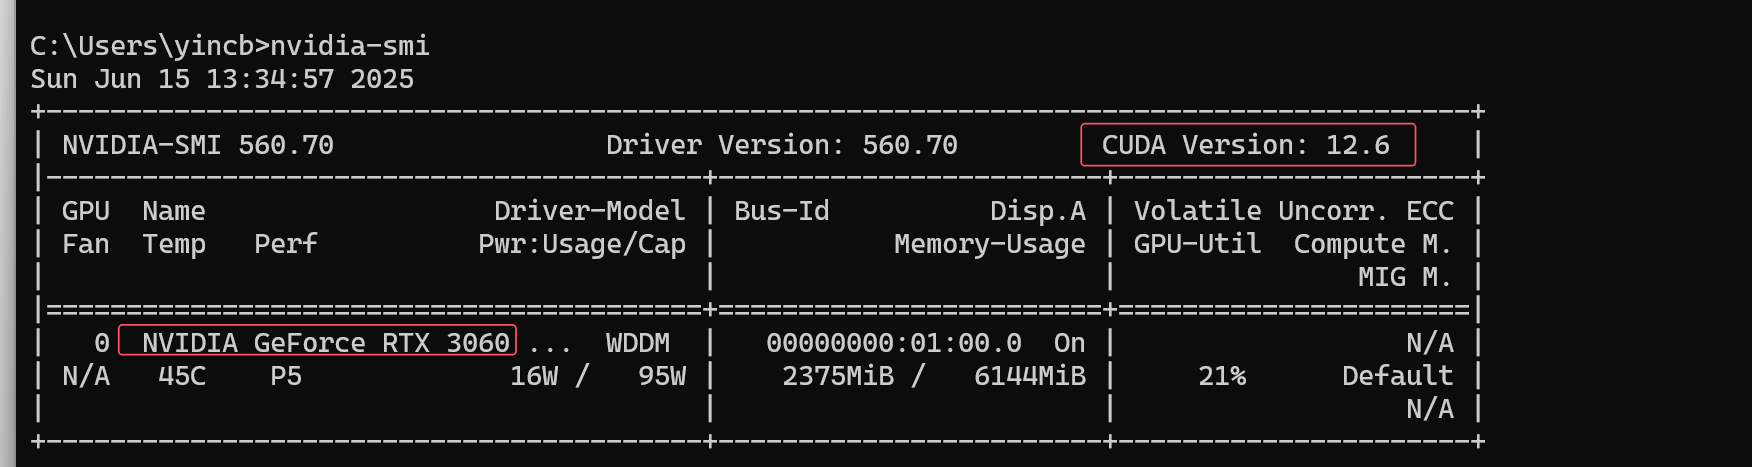 C:\Users\yincb>nvidia-smi
Sun Jun 15 13:34:57 2025
+-----------------------------------------------------------------------------------------+
| NVIDIA-SMI 560.70                 Driver Version: 560.70         CUDA Version: 12.6     |
|-----------------------------------------+------------------------+----------------------+
| GPU  Name                  Driver-Model | Bus-Id          Disp.A | Volatile Uncorr. ECC |
| Fan  Temp   Perf          Pwr:Usage/Cap |           Memory-Usage | GPU-Util  Compute M. |
|                                         |                        |               MIG M. |
|=========================================+========================+======================|
|   0  NVIDIA GeForce RTX 3060 ...  WDDM  |   00000000:01:00.0  On |                  N/A |
| N/A   45C    P5             16W /   95W |    2375MiB /   6144MiB |     21%      Default |
|                                         |                        |                  N/A |
+-----------------------------------------+------------------------+----------------------+